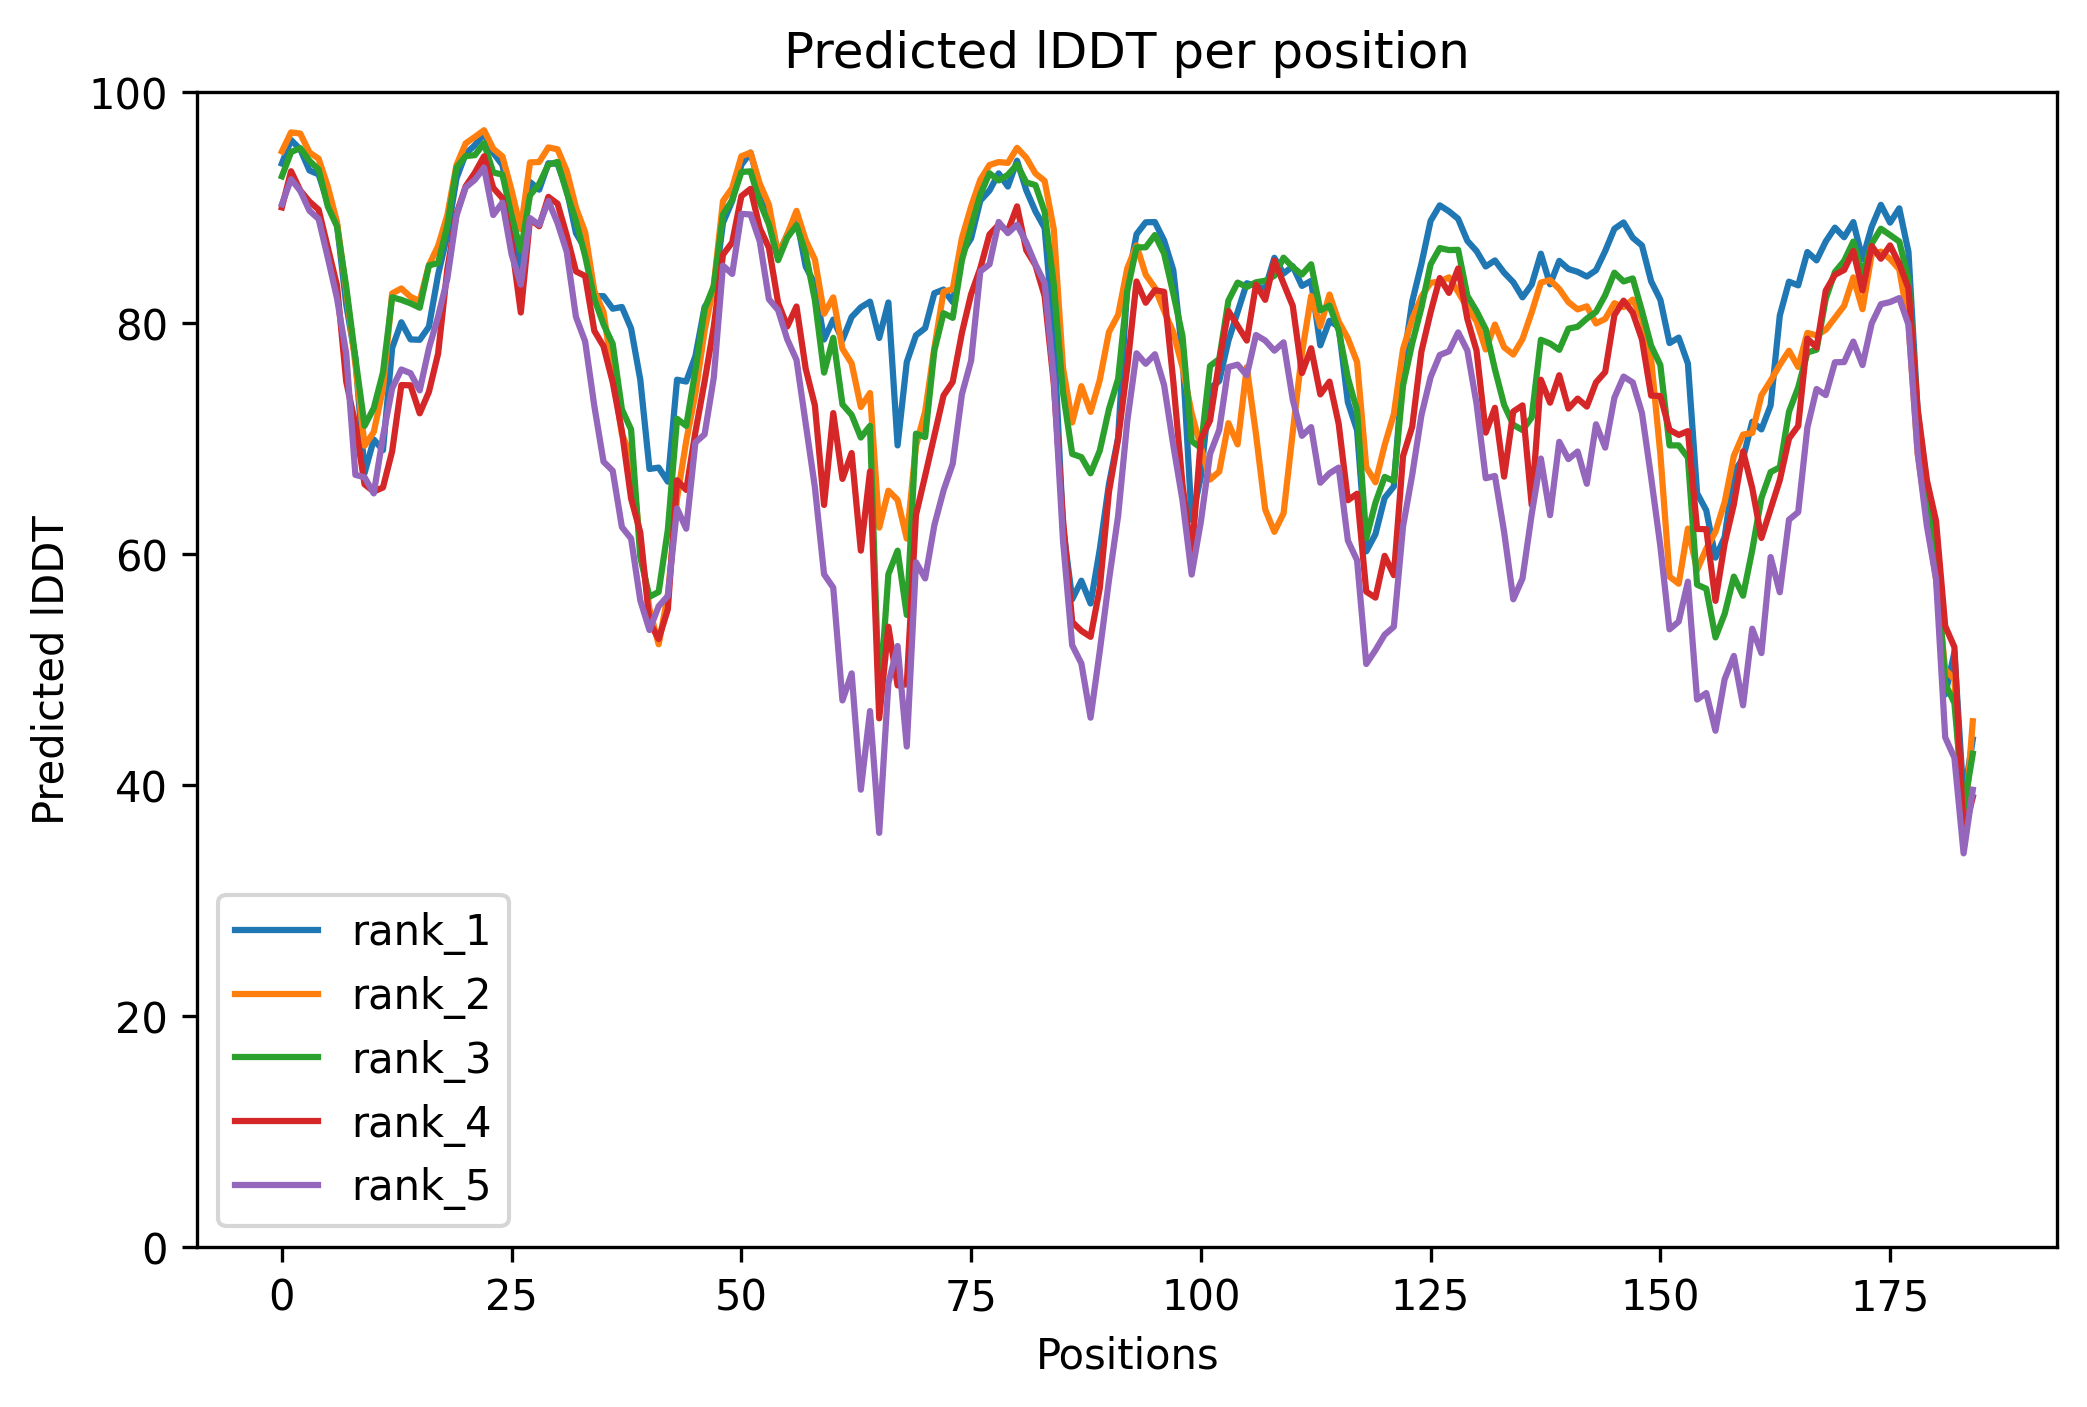 Predicted lDDT per position
100
80
60
40
20
0
Predicted lDDT
rank_1
rank_2
rank_3
rank_4
rank_5
0 25 50 75 100 125 150 175
Positions